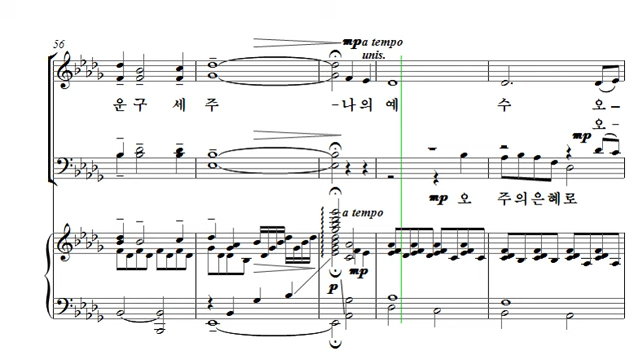 56
mp a tempo
unis.
운 구 세 주 -나의 예 수 오-
오-
mp
mp 오 주의은혜로
a tempo
mp
p